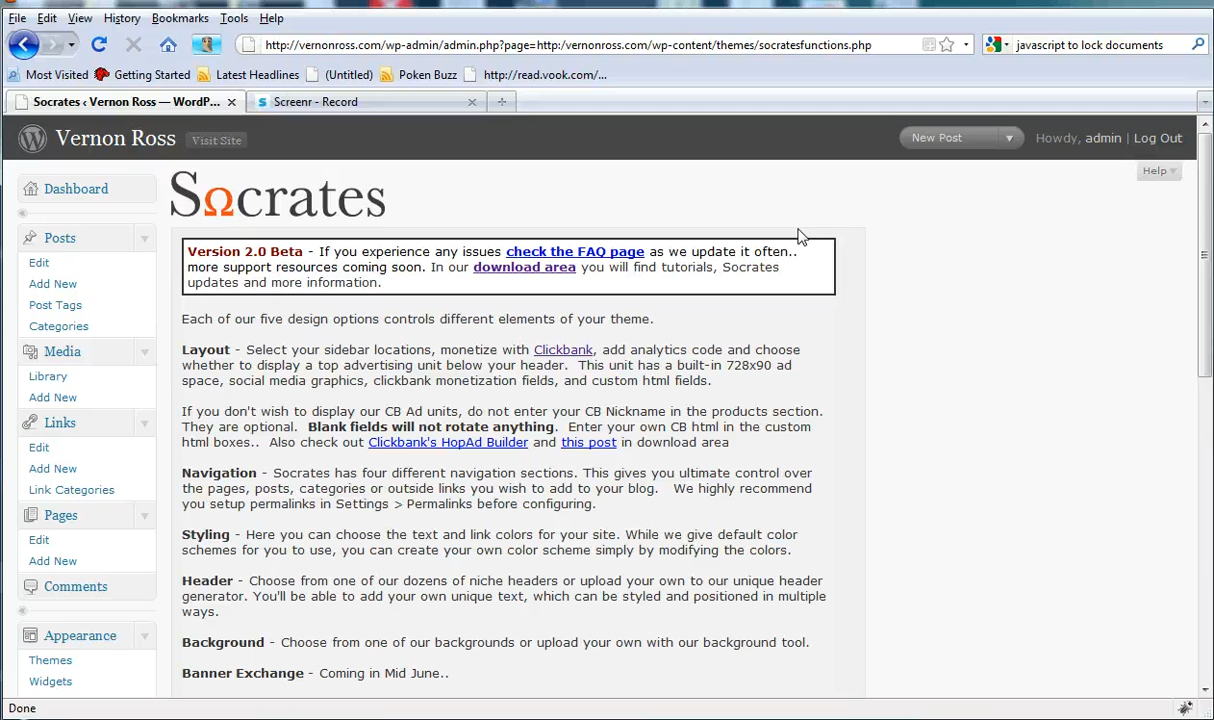 File Edit View History Bookmarks Tools Help
http://vernonross.com/wp-admin/admin.php?page=http://vernonross.com/wp-content/themes/socratesfunctions.php
javascript to lock documents
Most Visited Getting Started Latest Headlines (Untitled) Poken Buzz http://read.vook.com/...
Socrates ‹ Vernon Ross — WordP... Screenr - Record
Vernon Ross Visit Site New Post Howdy, admin | Log Out
Help
SΩcrates
Dashboard
Posts
Edit
Add New
Post Tags
Categories
Media
Library
Add New
Links
Edit
Add New
Link Categories
Pages
Edit
Add New
Comments
Appearance
Themes
Widgets
Version 2.0 Beta - If you experience any issues check the FAQ page as we update it often..
more support resources coming soon. In our download area you will find tutorials, Socrates
updates and more information.
Each of our five design options controls different elements of your theme.
Layout - Select your sidebar locations, monetize with Clickbank, add analytics code and choose
whether to display a top advertising unit below your header. This unit has a built-in 728x90 ad
space, social media graphics, clickbank monetization fields, and custom html fields.
If you don't wish to display our CB Ad units, do not enter your CB Nickname in the products section.
They are optional. Blank fields will not rotate anything. Enter your own CB html in the custom
html boxes.. Also check out Clickbank's HopAd Builder and this post in download area
Navigation - Socrates has four different navigation sections. This gives you ultimate control over
the pages, posts, categories or outside links you wish to add to your blog. We highly recommend
you setup permalinks in Settings > Permalinks before configuring.
Styling - Here you can choose the text and link colors for your site. While we give default color
schemes for you to use, you can create your own color scheme simply by modifying the colors.
Header - Choose from one of our dozens of niche headers or upload your own to our unique header
generator. You'll be able to add your own unique text, which can be styled and positioned in multiple
ways.
Background - Choose from one of our backgrounds or upload your own with our background tool.
Banner Exchange - Coming in Mid June..
Done